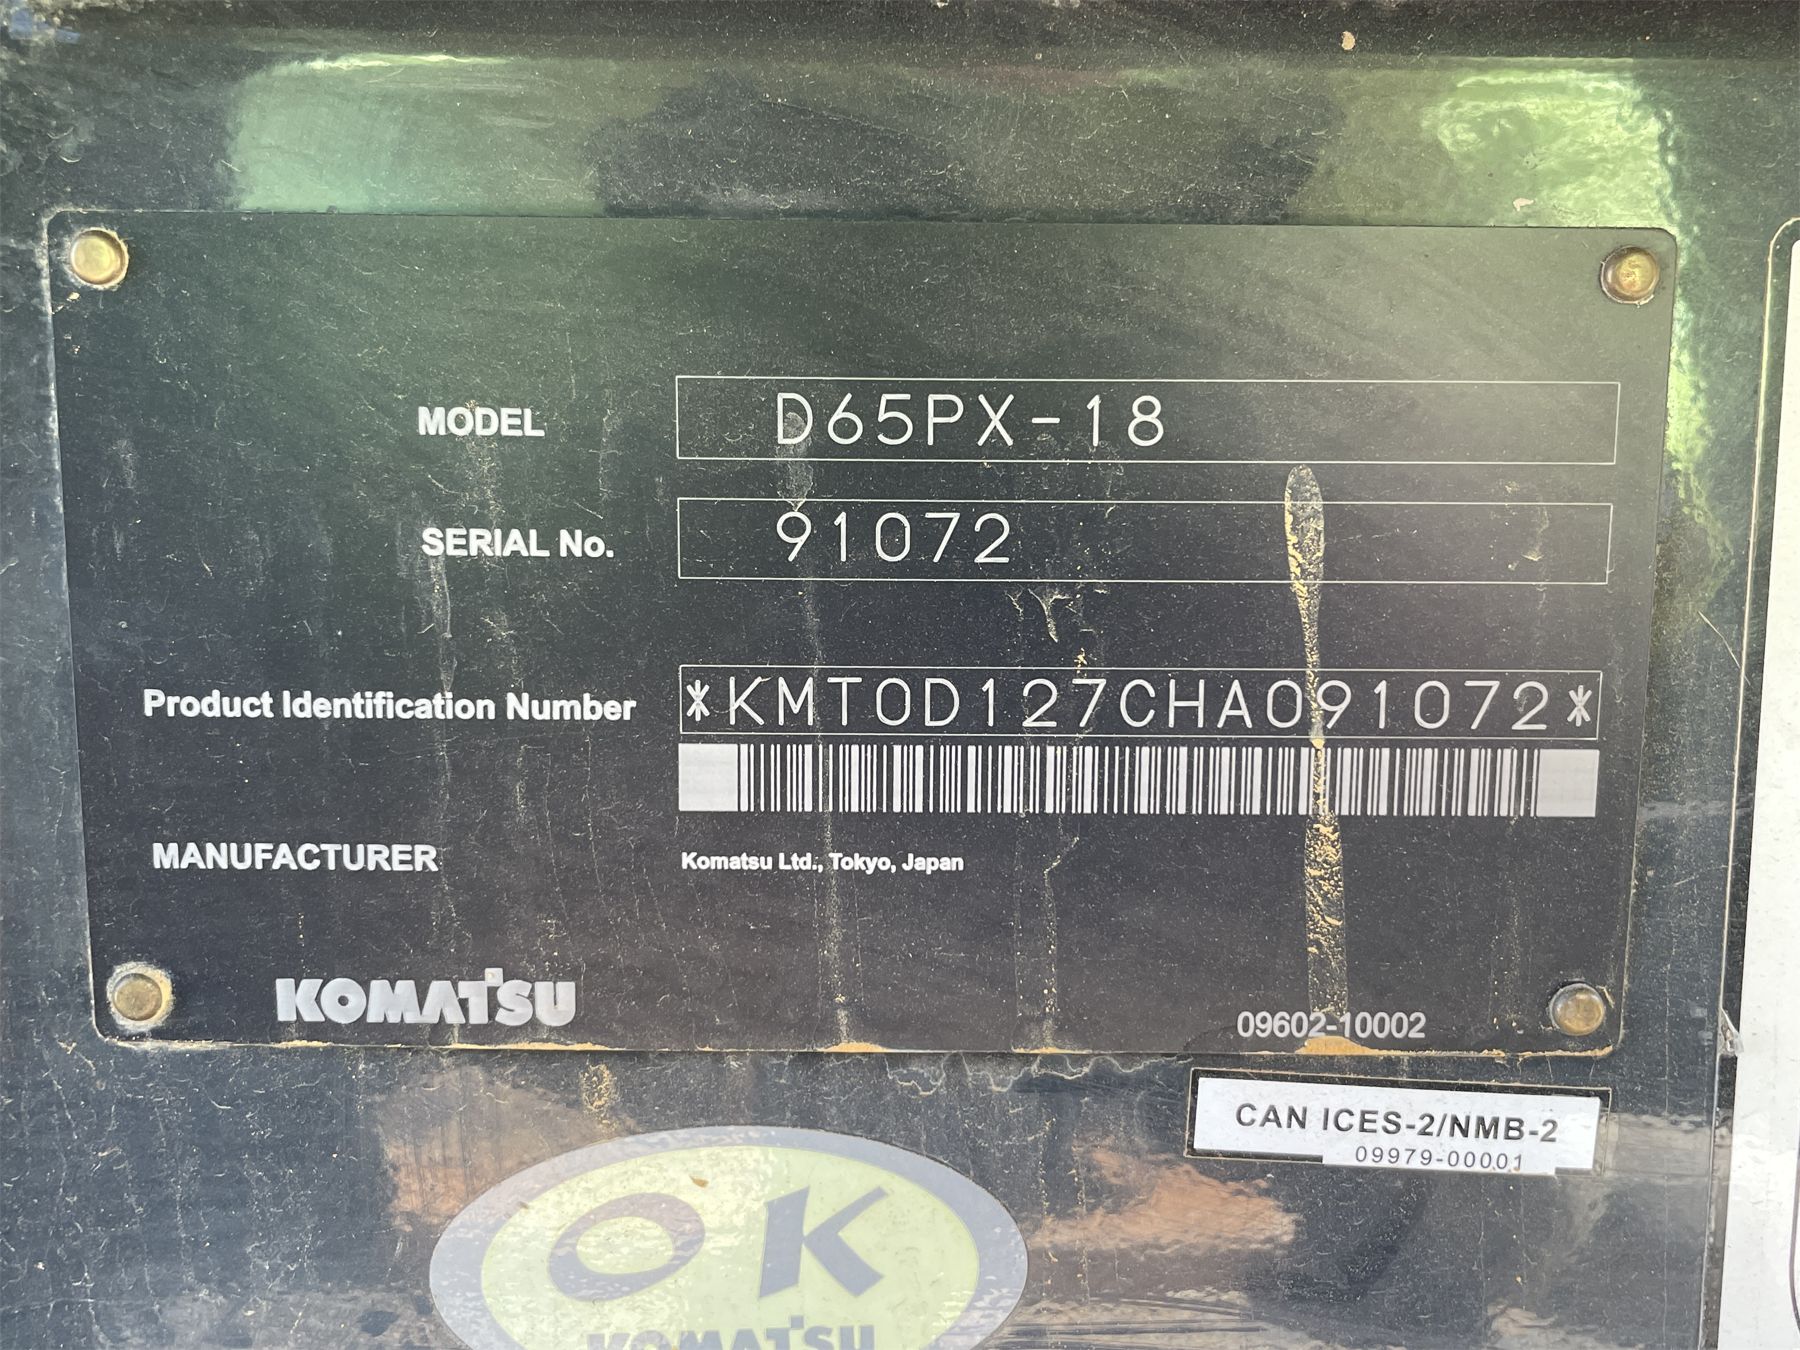 MODEL D65PX-18
SERIAL No. 91072
Product Identification Number *KMT0D127CHA091072*
MANUFACTURER Komatsu Ltd., Tokyo, Japan
KOMATSU
09602-10002
CAN ICES-2/NMB-2
09979-00001
OK
KOMATSU